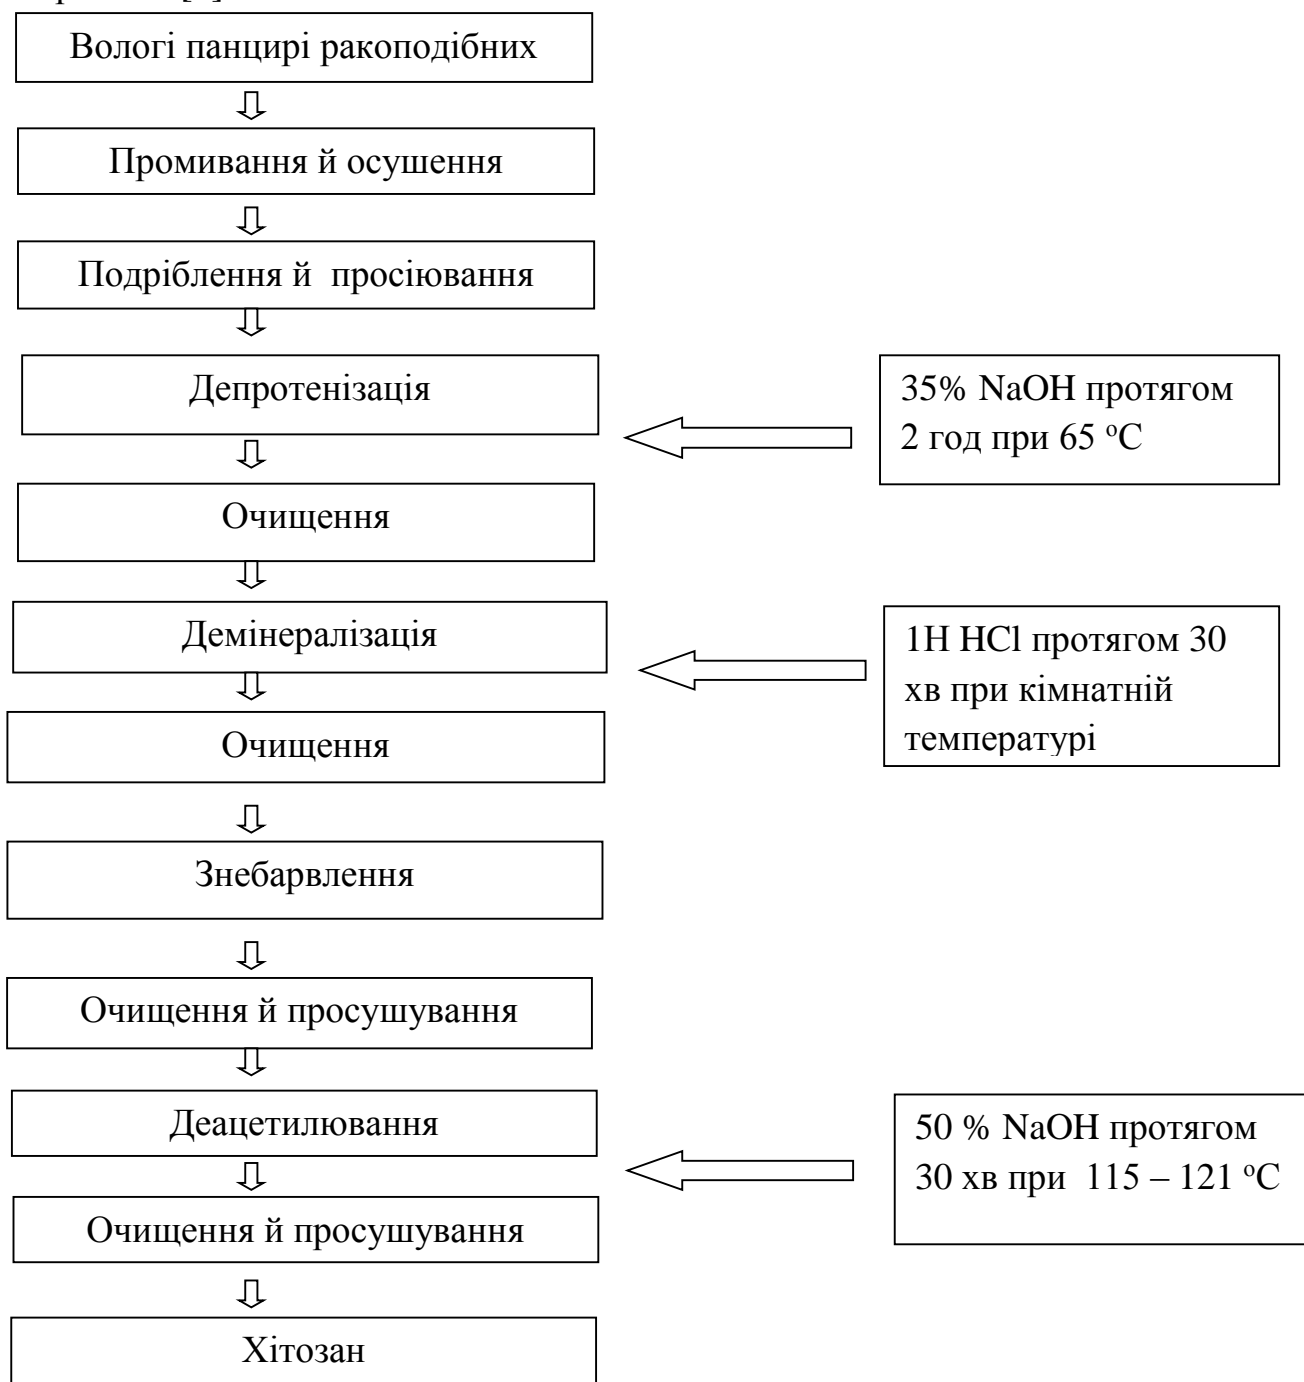 Вологі панцирі ракоподібних
Промивання й осушення
Подріблення й просіювання
Депротенізація
35% NaOH протягом
2 год при 65 °С
Очищення
Демінералізація
1Н HCl протягом 30
хв при кімнатній
температурі
Очищення
Знебарвлення
Очищення й просушування
Деацетилювання
50 % NaOH протягом
30 хв при 115 – 121 °С
Очищення й просушування
Хітозан